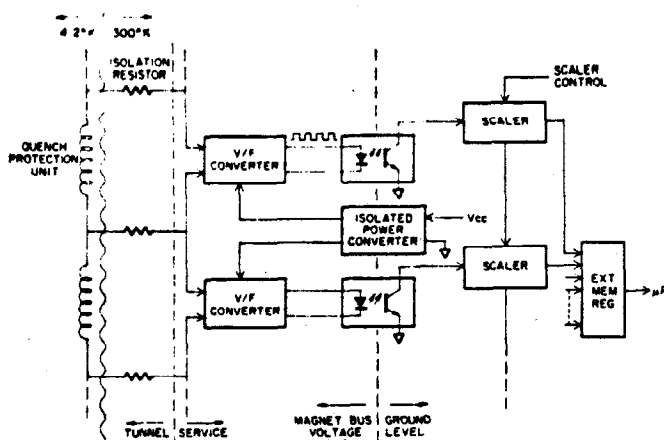 4.2°K 300°K
ISOLATION
RESISTOR
QUENCH
PROTECTION
UNIT
V/F
CONVERTER
SCALER
CONTROL
SCALER
ISOLATED
POWER
CONVERTER
Vcc
V/F
CONVERTER
SCALER
EXT
MEM
REG
μP
TUNNEL SERVICE
MAGNET BUS GROUND
VOLTAGE LEVEL